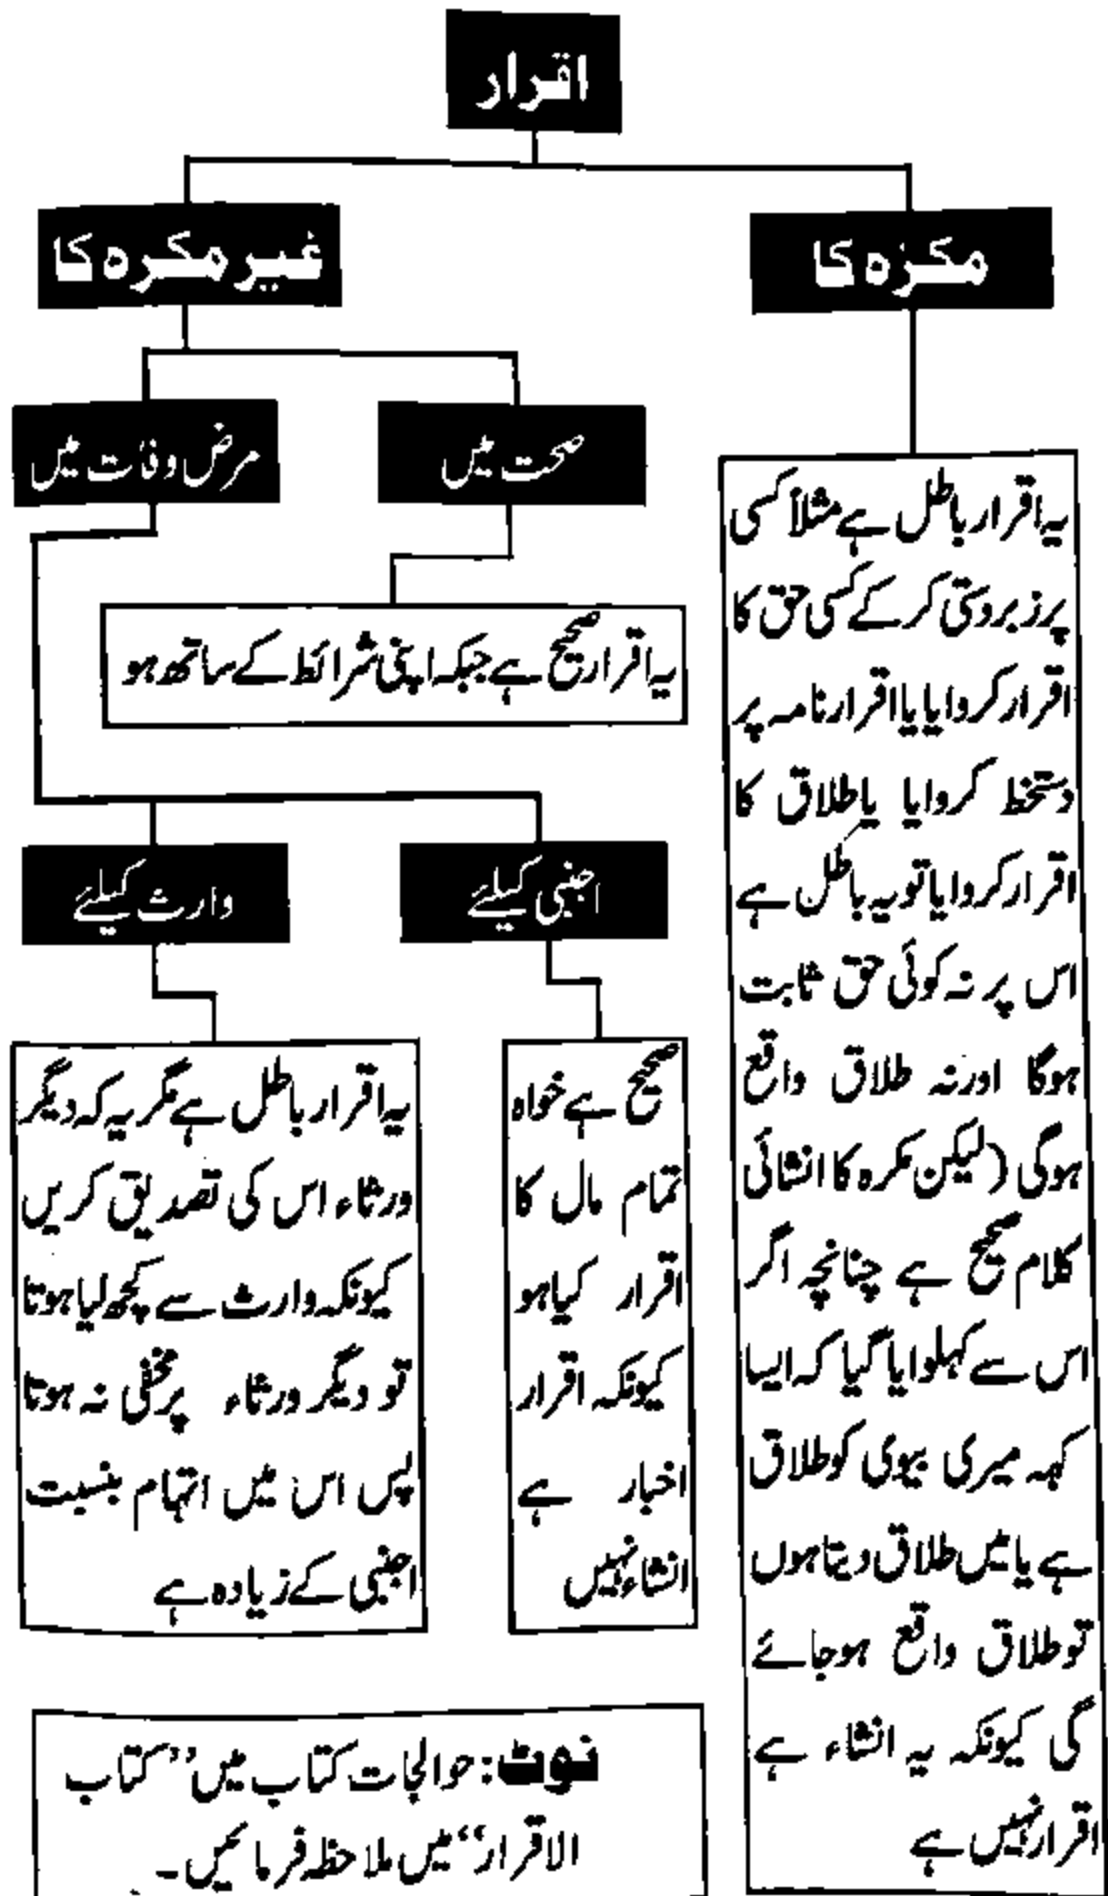 اقرار
مکرَہ کا
غیر مکرہ کا
صحت میں
مرض وفات میں
یہ اقرار باطل ہے مثلاً کسی
پر زبردستی کر کے کسی حق کا
اقرار کروایا یا اقرار نامہ پر
دستخط کروایا یا طلاق کا
اقرار کروایا تو یہ باطل ہے
اس پر نہ کوئی حق ثابت
ہوگا اور نہ طلاق واقع
ہوگی (لیکن مکرہ کا انشائی
کلام صحیح ہے چنانچہ اگر
اس سے کہلوایا گیا کہ ایسا
کہہ میری بیوی کو طلاق
ہے یا میں طلاق دیتا ہوں
تو طلاق واقع ہو جائے
گی کیونکہ یہ انشاء ہے
اقرار نہیں ہے
یہ اقرار صحیح ہے جبکہ اپنی شرائط کے ساتھ ہو
اجنبی کیلئے
وارث کیلئے
صحیح ہے خواہ
تمام مال کا
اقرار کیا ہو
کیونکہ اقرار
اخبار ہے
انشاء نہیں
یہ اقرار باطل ہے مگر یہ کہ دیگر
ورثاء اس کی تصدیق کریں
کیونکہ وارث سے کچھ لیا ہوتا
تو دیگر ورثاء پر مخفی نہ ہوتا
پس اس میں اتہام بنسبت
اجنبی کے زیادہ ہے
نوٹ: حوالجات کتاب میں ’’کتاب
الاقرار‘‘ میں ملاحظہ فرمائیں۔